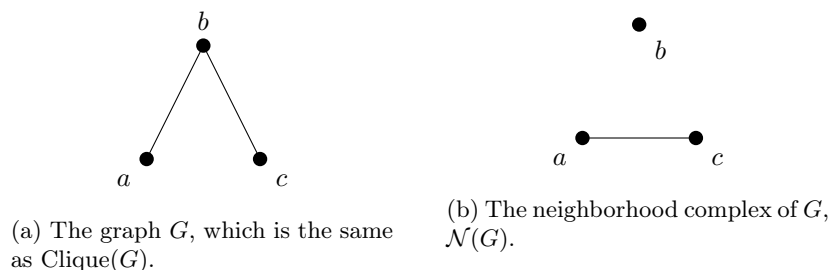 b
a
c
(a) The graph G, which is the same
as Clique(G).
b
a
c
(b) The neighborhood complex of G,
𝒩(G).